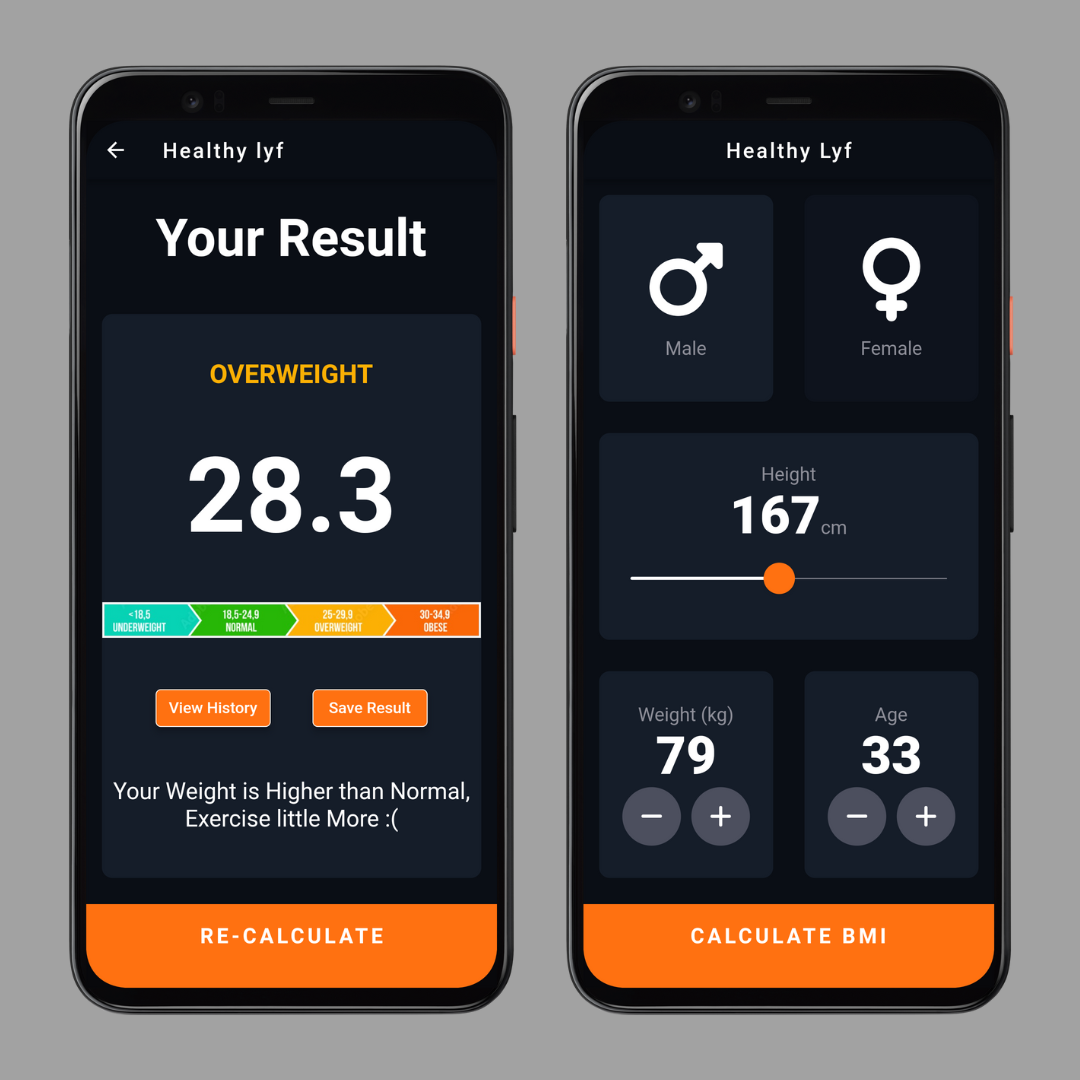 Healthy lyf
Your Result
OVERWEIGHT
28.3
<18,5
UNDERWEIGHT
18,5-24,9
NORMAL
25-29,9
OVERWEIGHT
30-34,9
OBESE
View History
Save Result
Your Weight is Higher than Normal,
Exercise little More :(
RE-CALCULATE
Healthy Lyf
Male
Female
Height
167 cm
Weight (kg)
79
Age
33
CALCULATE BMI